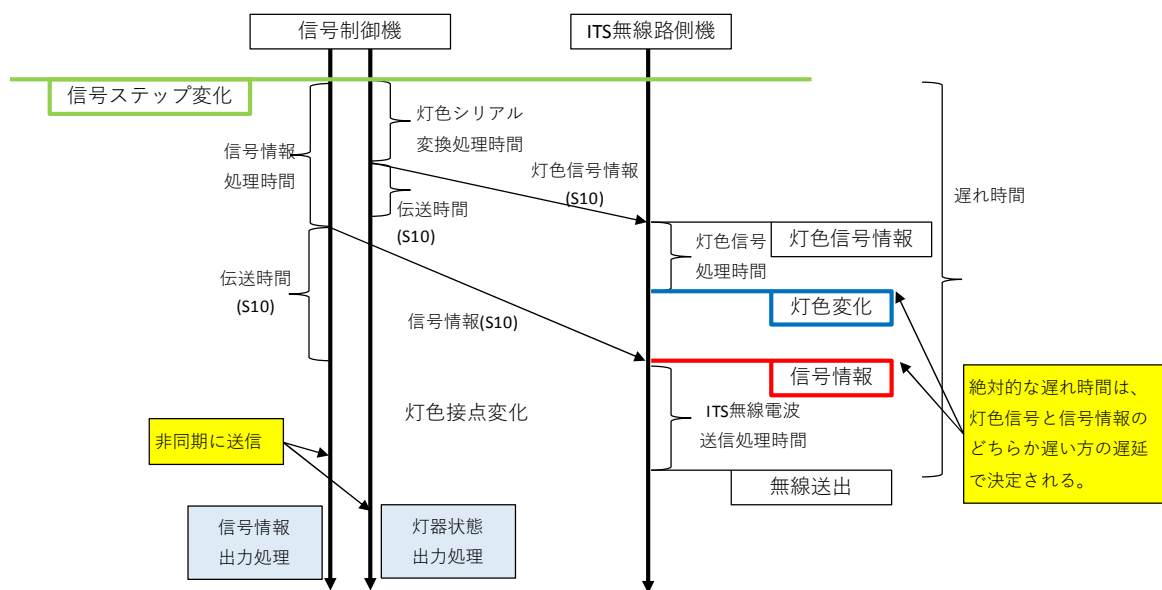 信号制御機
ITS無線路側機
信号ステップ変化
灯色シリアル
変換処理時間
信号情報
処理時間
灯色信号情報
(S10)
遅れ時間
伝送時間
(S10)
灯色信号情報
灯色信号
処理時間
伝送時間
(S10)
灯色変化
信号情報(S10)
信号情報
絶対的な遅れ時間は、
灯色信号と信号情報の
どちらか遅い方の遅延
で決定される。
灯色接点変化
ITS無線電波
送信処理時間
非同期に送信
無線送出
信号情報
出力処理
灯器状態
出力処理